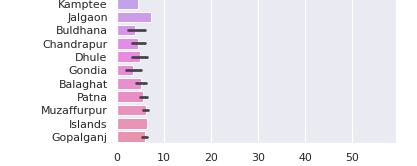 Kamptee
Jalgaon
Buldhana
Chandrapur
Dhule
Gondia
Balaghat
Patna
Muzaffurpur
Islands
Gopalganj
0 10 20 30 40 50